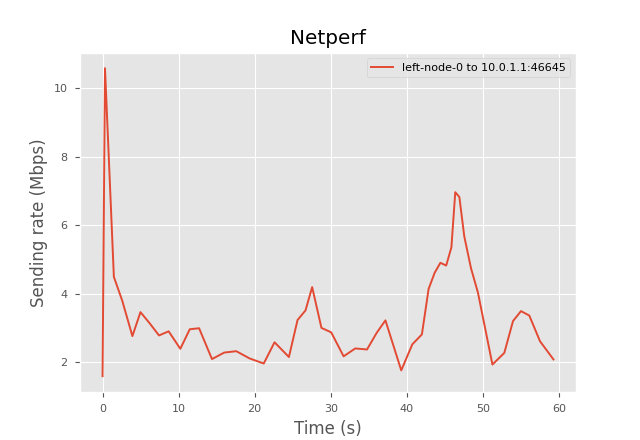 Netperf
left-node-0 to 10.0.1.1:46645
Sending rate (Mbps)
10
8
6
4
2
0 10 20 30 40 50 60
Time (s)